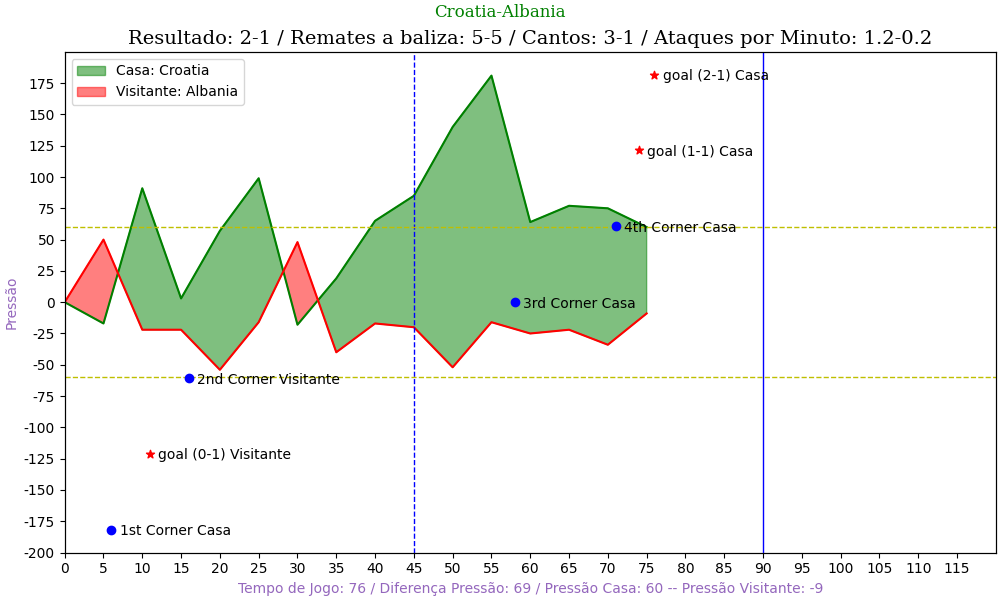 Croatia-Albania
Resultado: 2-1 / Remates a baliza: 5-5 / Cantos: 3-1 / Ataques por Minuto: 1.2-0.2
Casa: Croatia
Visitante: Albania
goal (2-1) Casa
goal (1-1) Casa
4th Corner Casa
3rd Corner Casa
2nd Corner Visitante
goal (0-1) Visitante
1st Corner Casa
Pressão
175
150
125
100
75
50
25
0
-25
-50
-75
-100
-125
-150
-175
-200
0 5 10 15 20 25 30 35 40 45 50 55 60 65 70 75 80 85 90 95 100 105 110 115
Tempo de Jogo: 76 / Diferença Pressão: 69 / Pressão Casa: 60 -- Pressão Visitante: -9